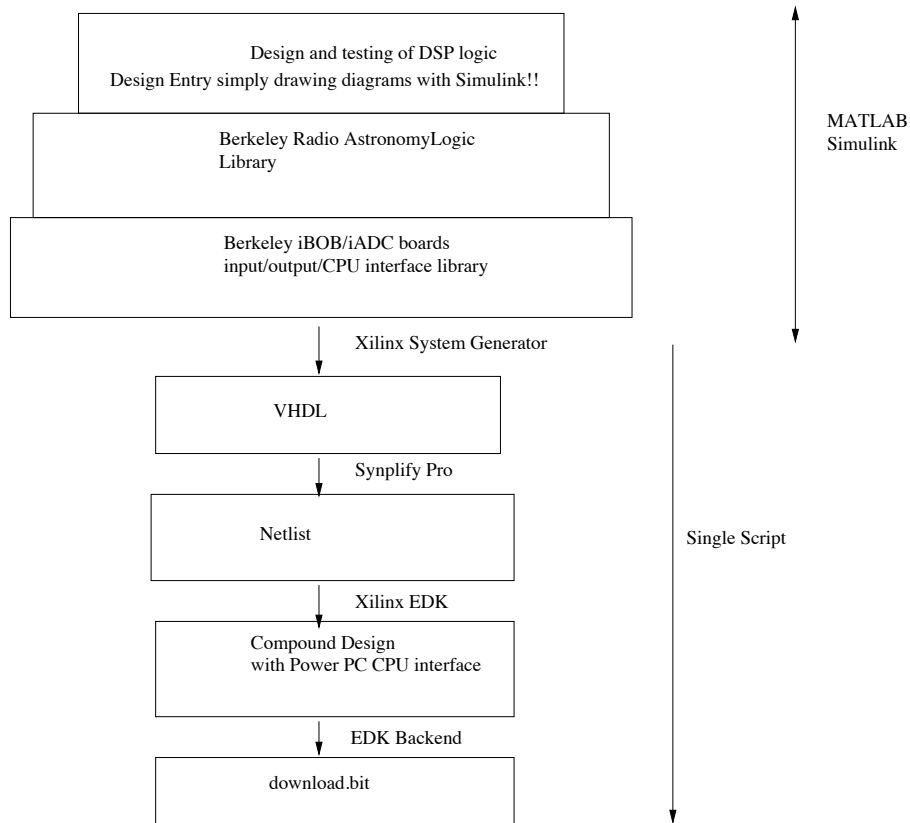 Design and testing of DSP logic
Design Entry simply drawing diagrams with Simulink!!
MATLAB
Simulink
Berkeley Radio AstronomyLogic
Library
Berkeley iBOB/iADC boards
input/output/CPU interface library
Xilinx System Generator
VHDL
Synplify Pro
Netlist
Single Script
Xilinx EDK
Compound Design
with Power PC CPU interface
EDK Backend
download.bit